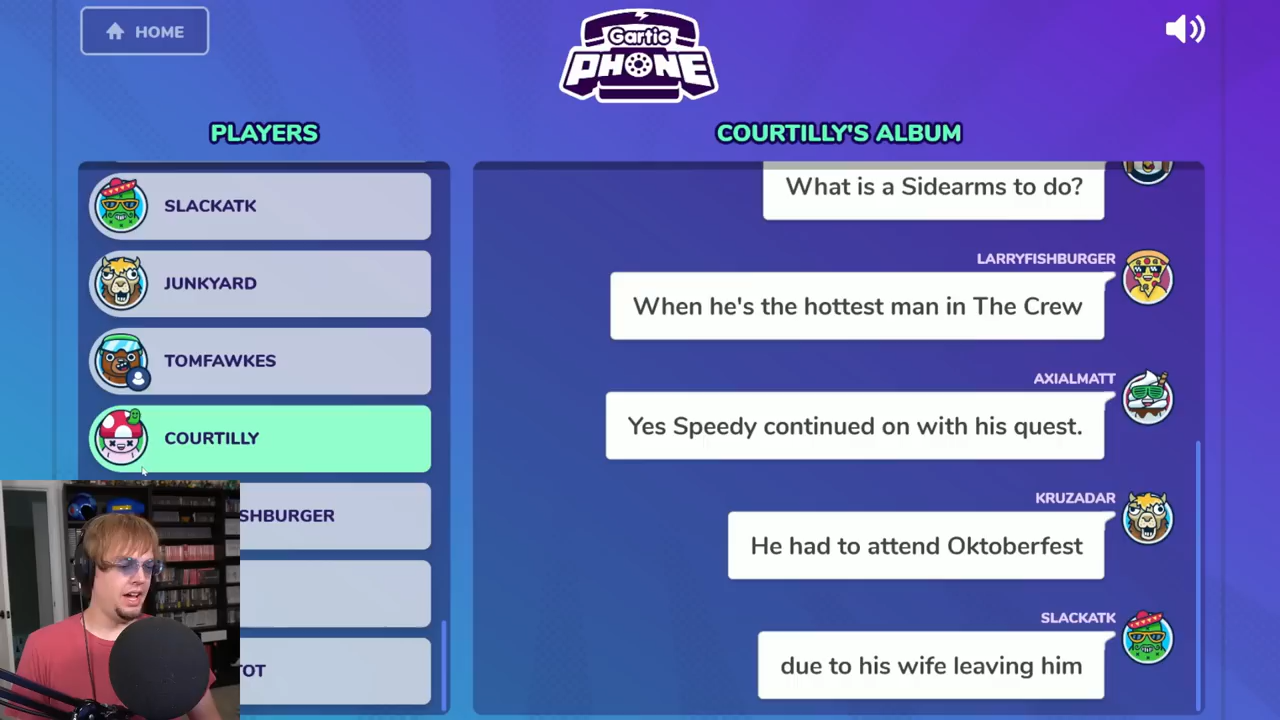 HOME
Gartic
PHONE
PLAYERS
COURTILLY'S ALBUM
SLACKATK
JUNKYARD
TOMFAWKES
COURTILLY
SHBURGER
TOT
What is a Sidearms to do?
LARRYFISHBURGER
When he's the hottest man in The Crew
AXIALMATT
Yes Speedy continued on with his quest.
KRUZADAR
He had to attend Oktoberfest
SLACKATK
due to his wife leaving him